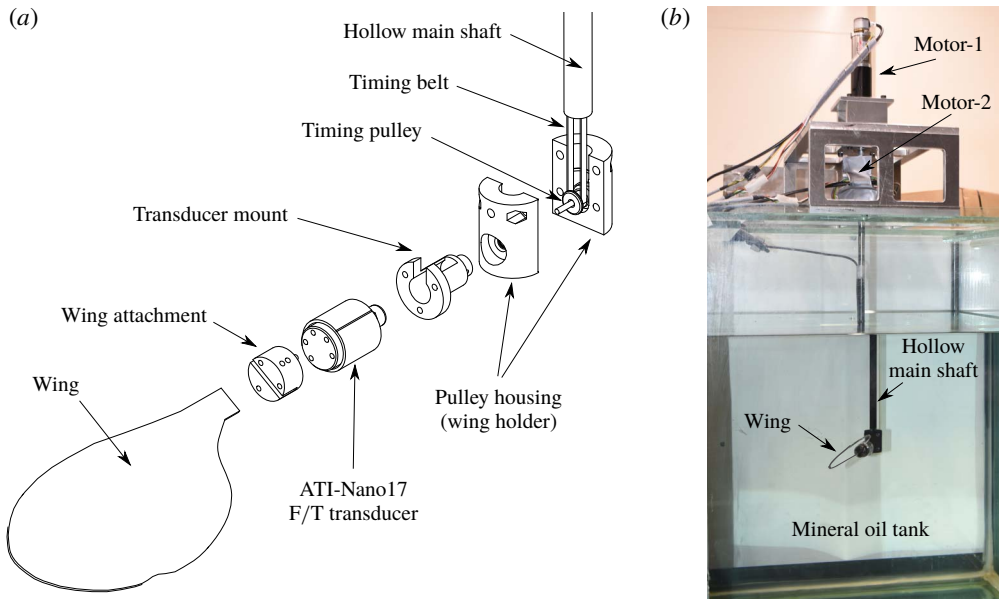 (a)
Hollow main shaft
Timing belt
Timing pulley
Transducer mount
Wing attachment
Wing
Pulley housing
(wing holder)
ATI-Nano17
F/T transducer
(b)
Motor-1
Motor-2
Hollow
main shaft
Wing
Mineral oil tank